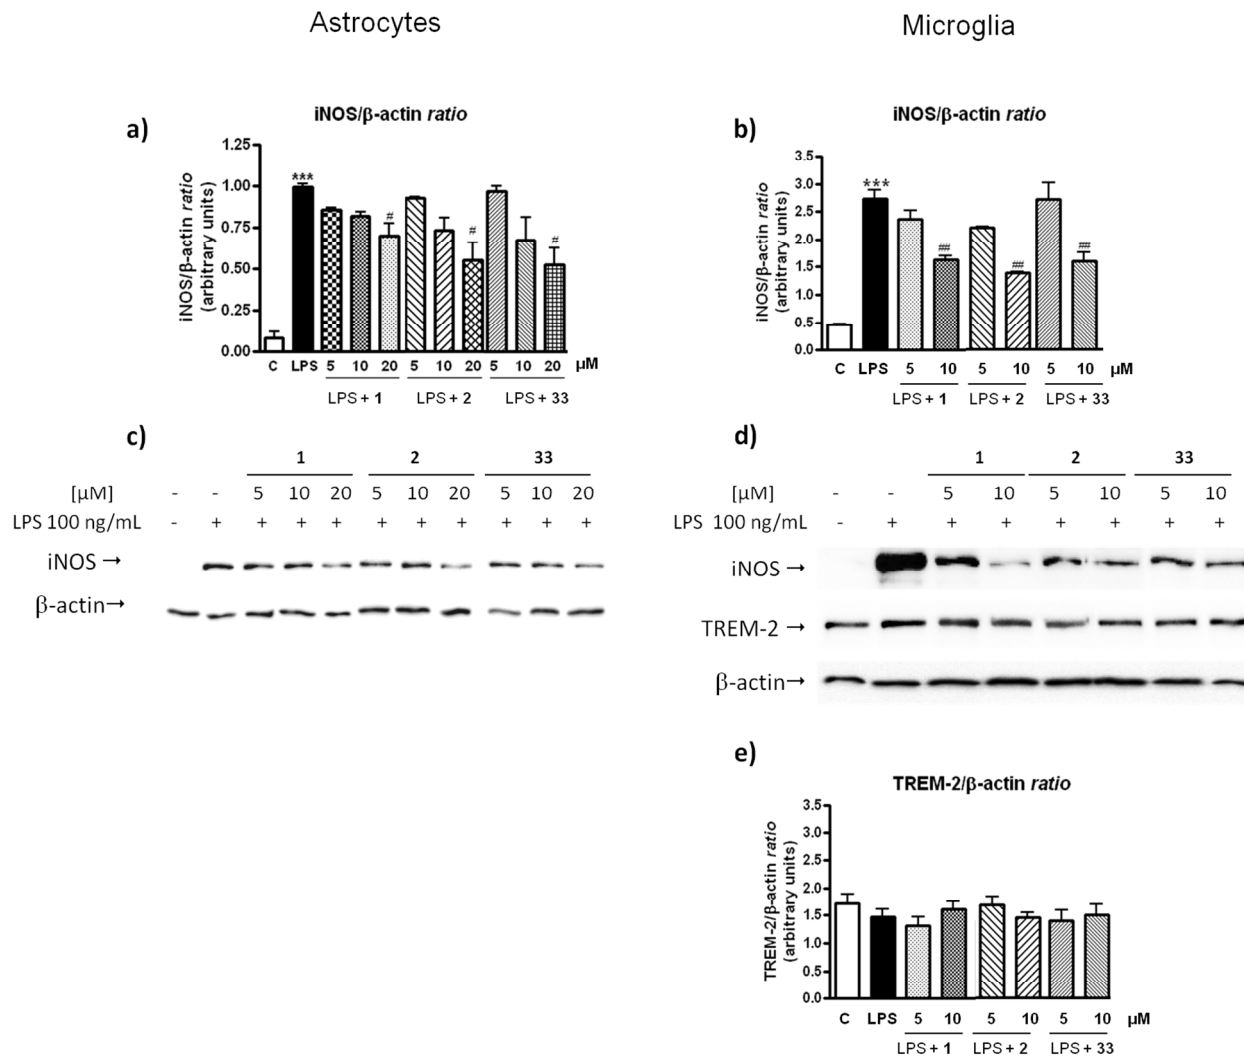 Astrocytes
Microglia
a)
iNOS/β-actin ratio
iNOS/β-actin ratio
(arbitrary units)
1.25
1.00
0.75
0.50
0.25
0.00
***
#
#
#
C LPS 5 10 20 5 10 20 5 10 20 μM
LPS + 1 LPS + 2 LPS + 33
b)
iNOS/β-actin ratio
iNOS/β-actin ratio
(arbitrary units)
3.5
3.0
2.5
2.0
1.5
1.0
0.5
0.0
***
##
##
##
C LPS 5 10 5 10 5 10 μM
LPS + 1 LPS + 2 LPS + 33
c)
1 2 33
[μM] - - 5 10 20 5 10 20 5 10 20
LPS 100 ng/mL - + + + + + + + + + +
iNOS →
β-actin→
d)
1 2 33
[μM] - - 5 10 5 10 5 10
LPS 100 ng/mL - + + + + + + +
iNOS →
TREM-2 →
β-actin→
e)
TREM-2/β-actin ratio
TREM-2/β-actin ratio
(arbitrary units)
3.5
3.0
2.5
2.0
1.5
1.0
0.5
0.0
C LPS 5 10 5 10 5 10 μM
LPS + 1 LPS + 2 LPS + 33